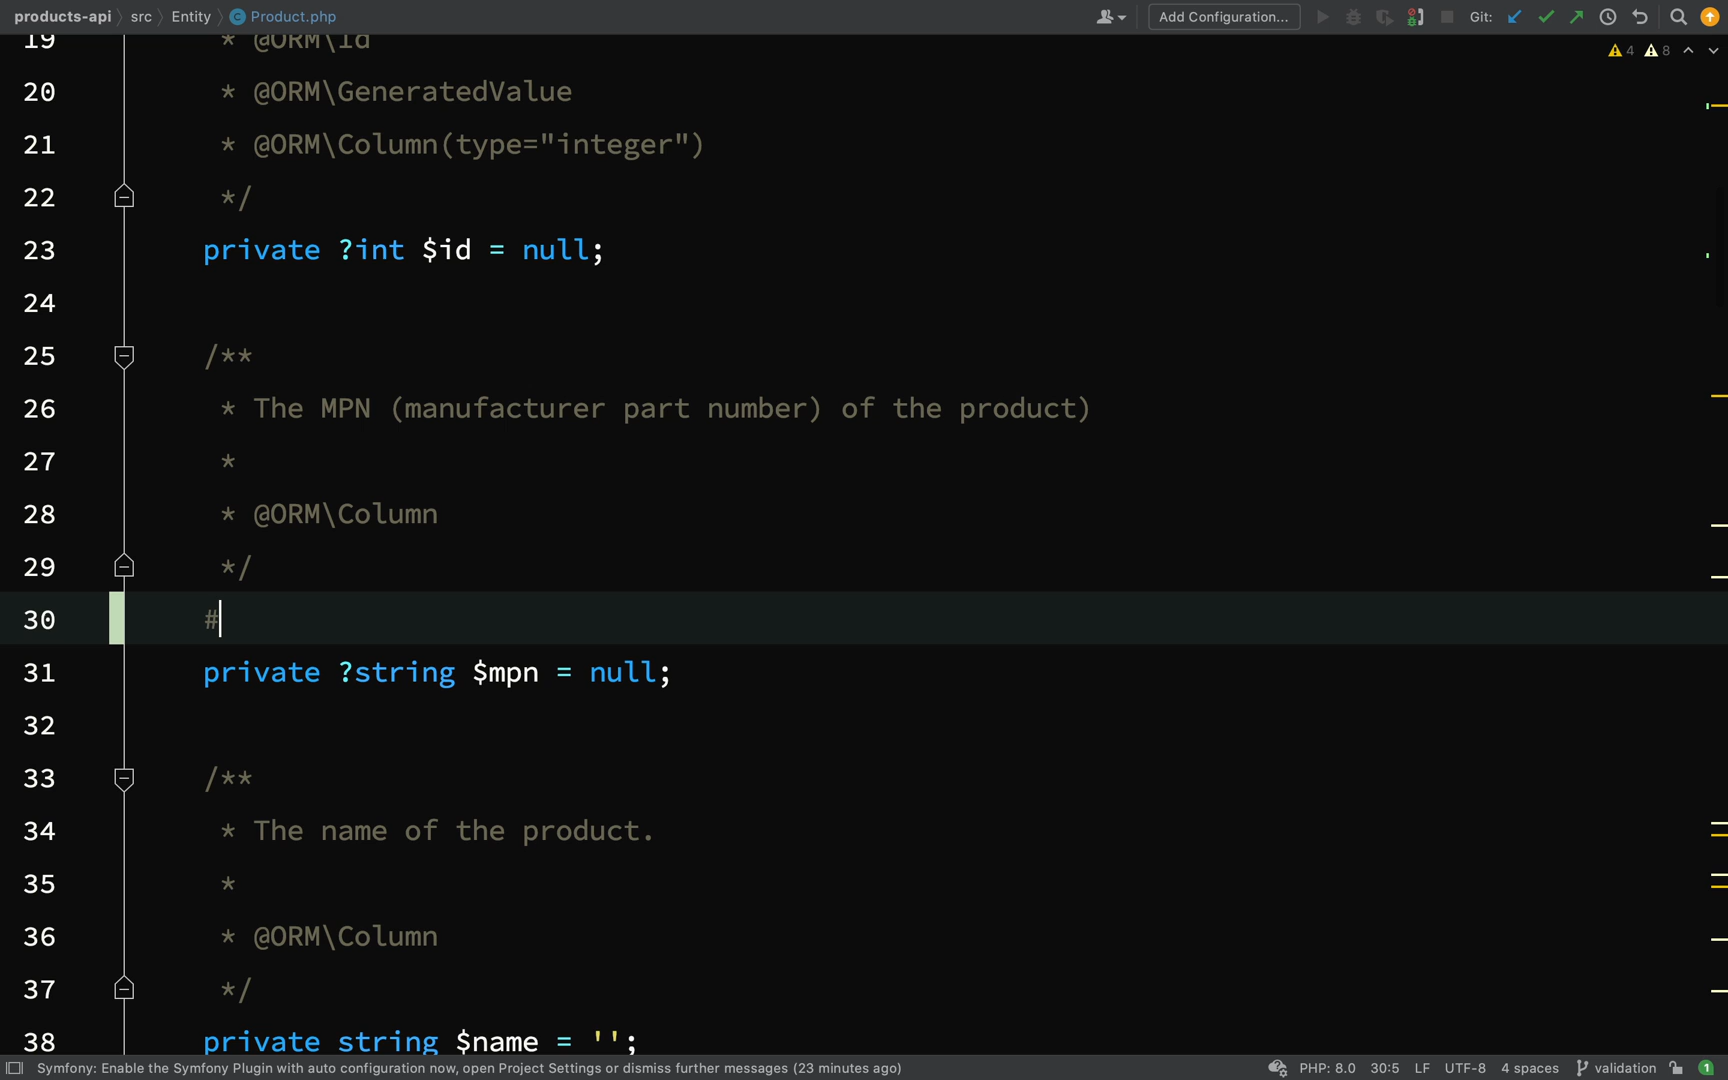 products-api src Entity Product.php Add Configuration... Git:
19 * @ORM\Id
4 8
20 * @ORM\GeneratedValue
21 * @ORM\Column(type="integer")
22 */
23 private ?int $id = null;
24
25 /**
26 * The MPN (manufacturer part number) of the product)
27 *
28 * @ORM\Column
29 */
30 #
31 private ?string $mpn = null;
32
33 /**
34 * The name of the product.
35 *
36 * @ORM\Column
37 */
38 private string $name = '';
Symfony: Enable the Symfony Plugin with auto configuration now, open Project Settings or dismiss further messages (23 minutes ago) PHP: 8.0 30:5 LF UTF-8 4 spaces validation 1